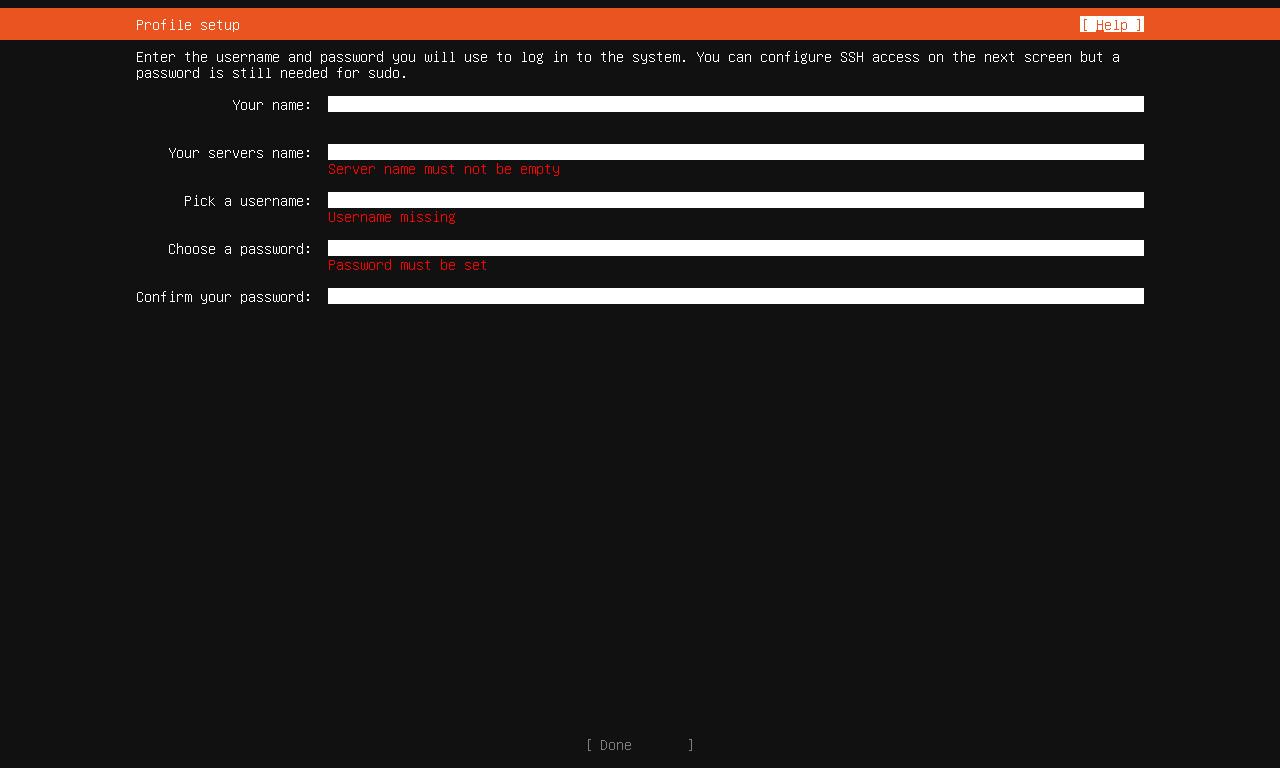 Profile setup [ Help ]
Enter the username and password you will use to log in to the system. You can configure SSH access on the next screen but a
password is still needed for sudo.
Your name:
Your servers name:
Server name must not be empty
Pick a username:
Username missing
Choose a password:
Password must be set
Confirm your password:
[ Done ]